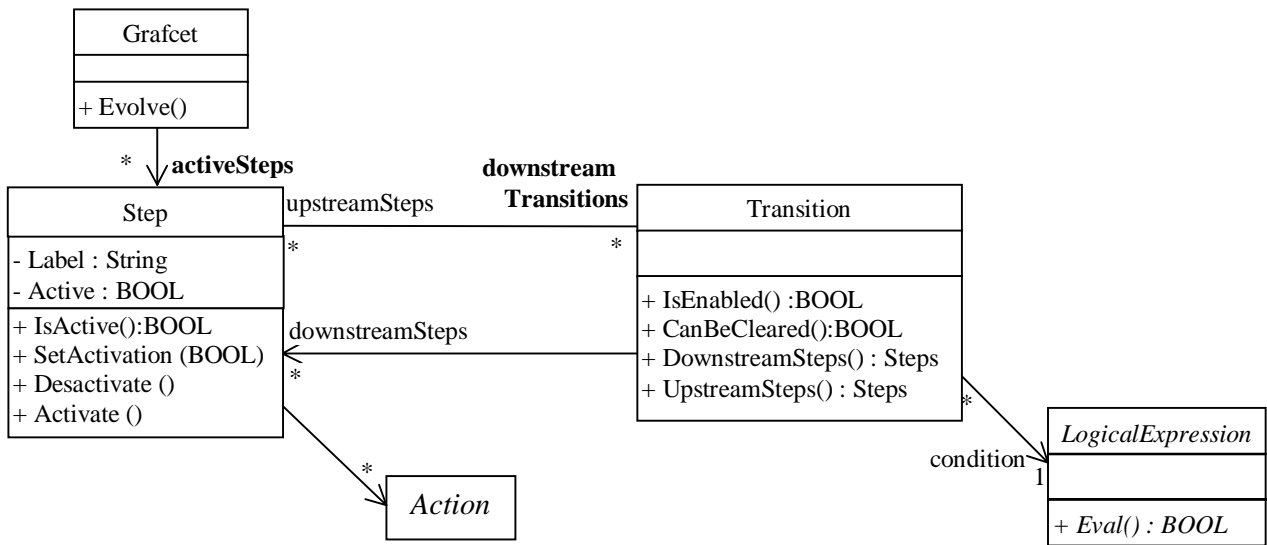 Grafcet
+ Evolve()
* activeSteps
Step
- Label : String
- Active : BOOL
+ IsActive():BOOL
+ SetActivation (BOOL)
+ Desactivate ()
+ Activate ()
upstreamSteps
*
downstream
Transitions
*
downstreamSteps
*
Transition
+ IsEnabled() :BOOL
+ CanBeCleared():BOOL
+ DownstreamSteps() : Steps
+ UpstreamSteps() : Steps
*
condition
1
*
Action
LogicalExpression
+ Eval() : BOOL